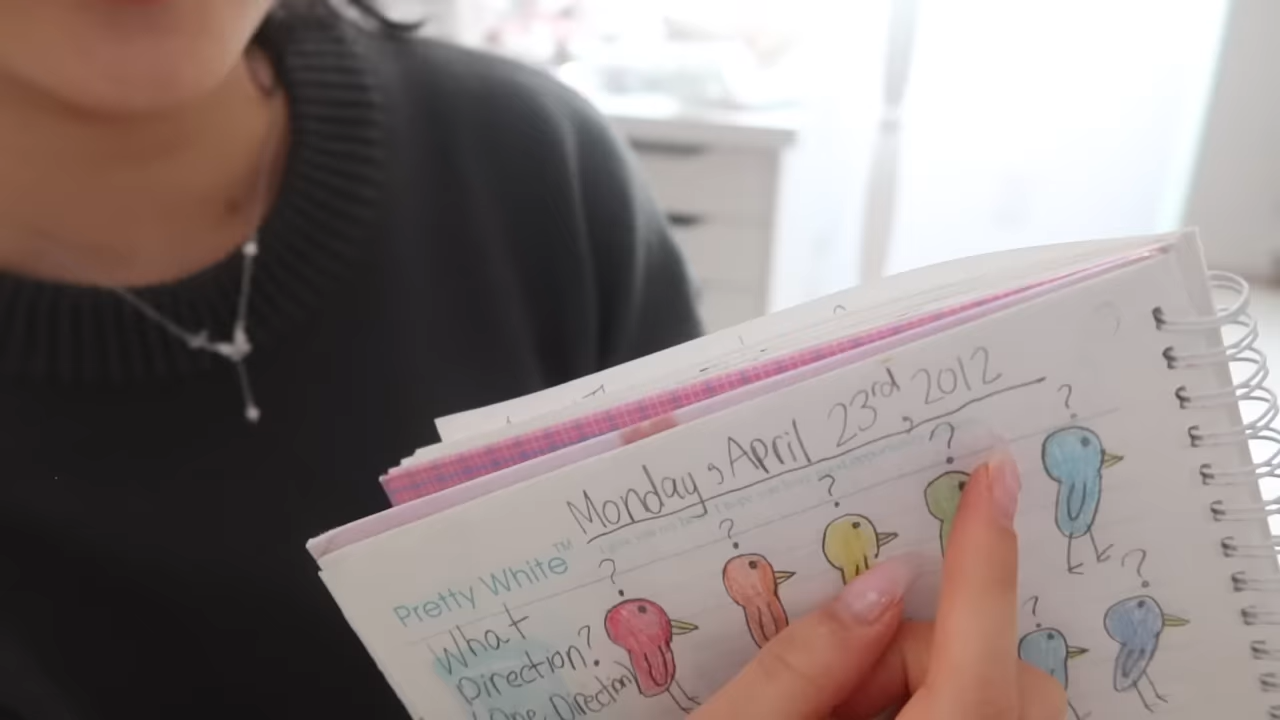 Monday, April 23rd, 2012
Pretty White™
? ? ? ? ?
What
Direction?
(One Direction)
? ?